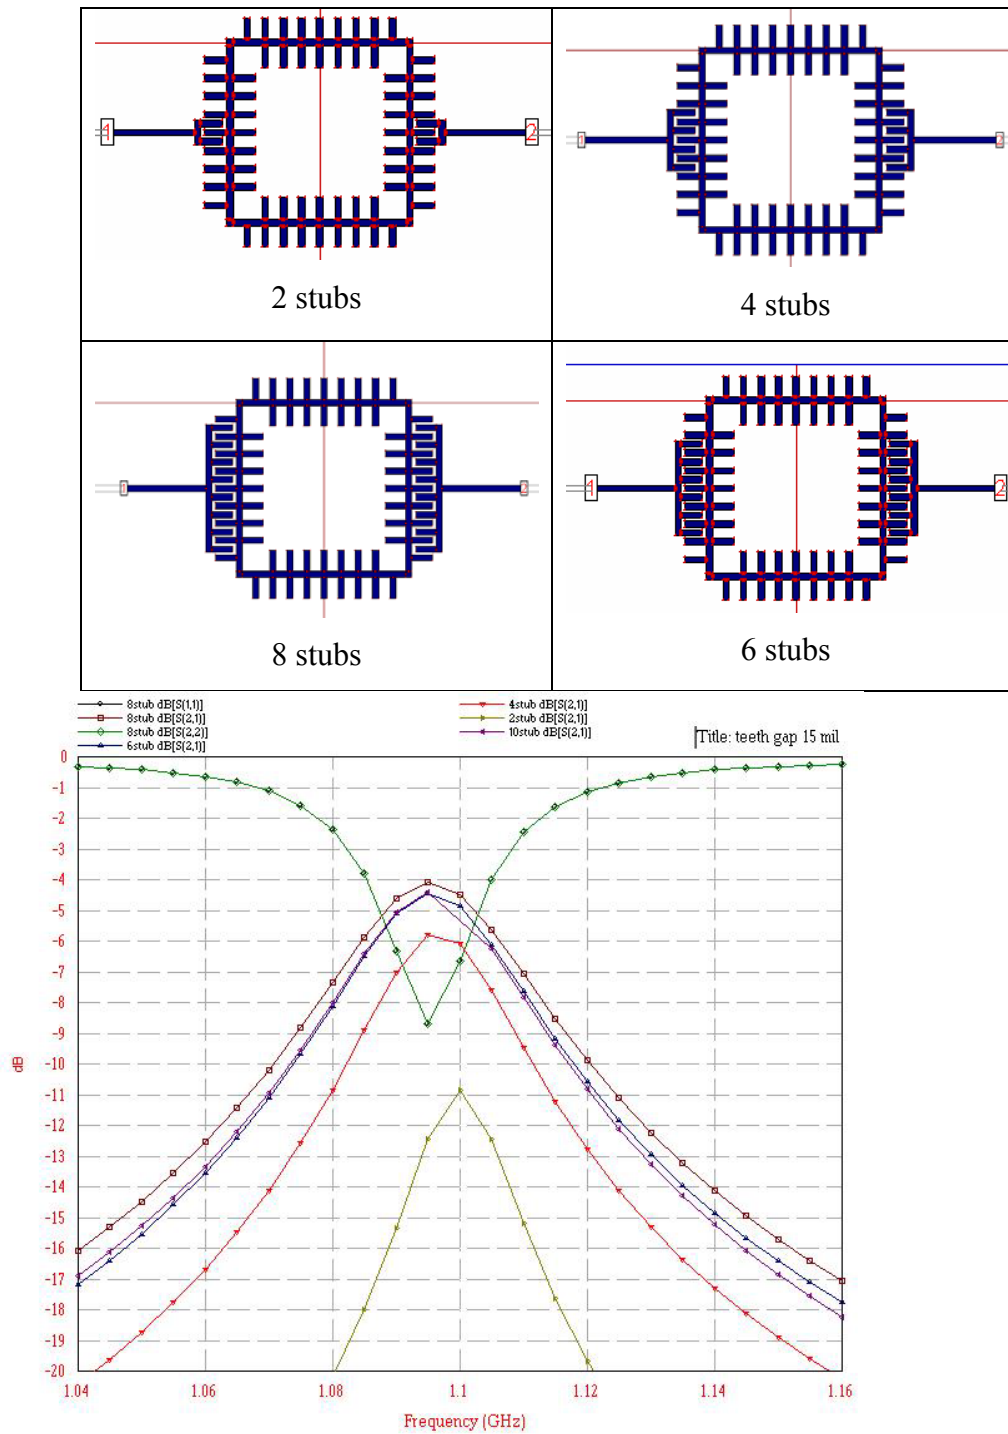 1
2
1
2
2 stubs
4 stubs
1
2
1
2
8 stubs
6 stubs
8stub dB[S(1,1)]
8stub dB[S(2,1)]
8stub dB[S(2,2)]
6stub dB[S(2,1)]
4stub dB[S(2,1)]
2stub dB[S(2,1)]
10stub dB[S(2,1)]
Title: teeth gap 15 mil
0
-1
-2
-3
-4
-5
-6
-7
-8
-9
-10
-11
-12
-13
-14
-15
-16
-17
-18
-19
-20
dB
1.04
1.06
1.08
1.1
1.12
1.14
1.16
Frequency (GHz)